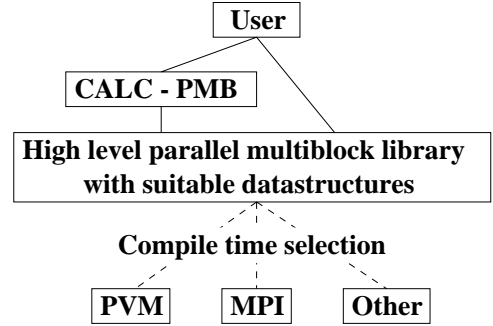 User
CALC - PMB
High level parallel multiblock library
with suitable datastructures
Compile time selection
PVM MPI Other